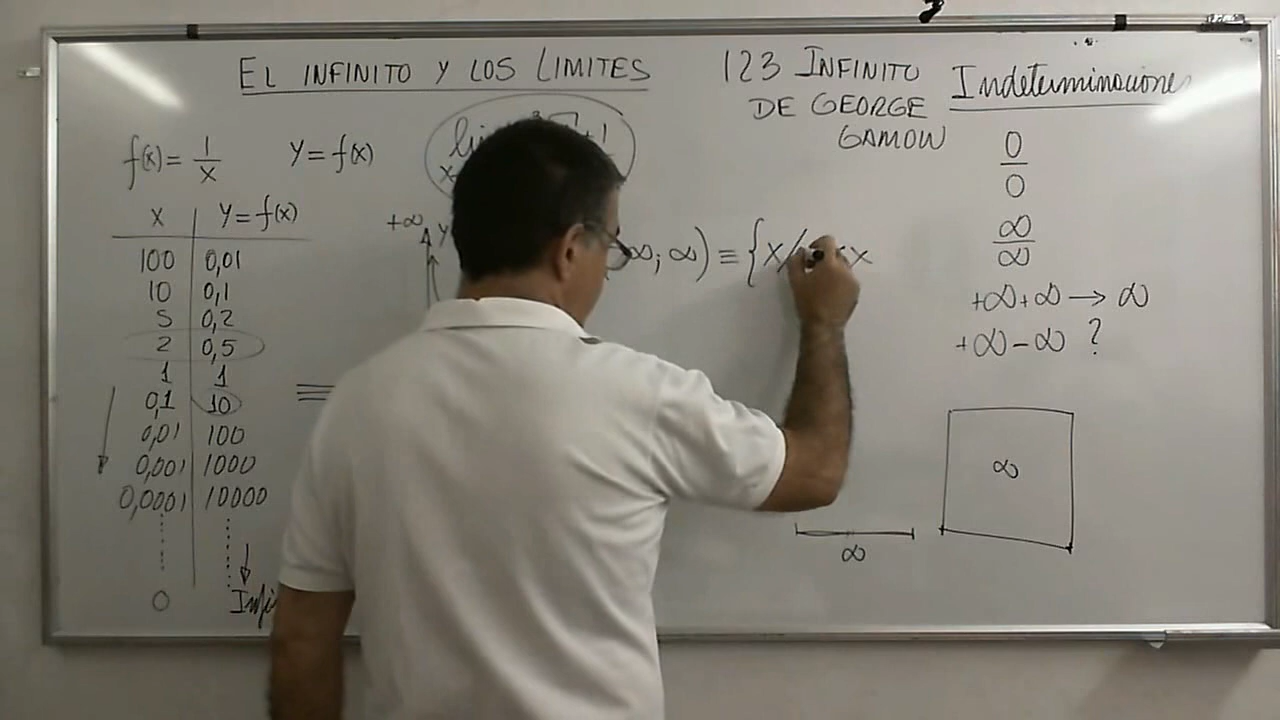 EL INFINITO Y LOS LIMITES
f(x) = 1/x
Y = f(x)
lim
x
x | Y = f(x)
100 | 0,01
10 | 0,1
5 | 0,2
2 | 0,5
1 | 1
0,1 | 10
0,01 | 100
0,001 | 1000
0,0001 | 10000
0
+∞
Y
∞; ∞) ≡ {x/
x
123 INFINITO
DE GEORGE
GAMOW
Indeterminaciones
0/0
∞/∞
+∞+∞ → ∞
+∞-∞ ?
∞
∞